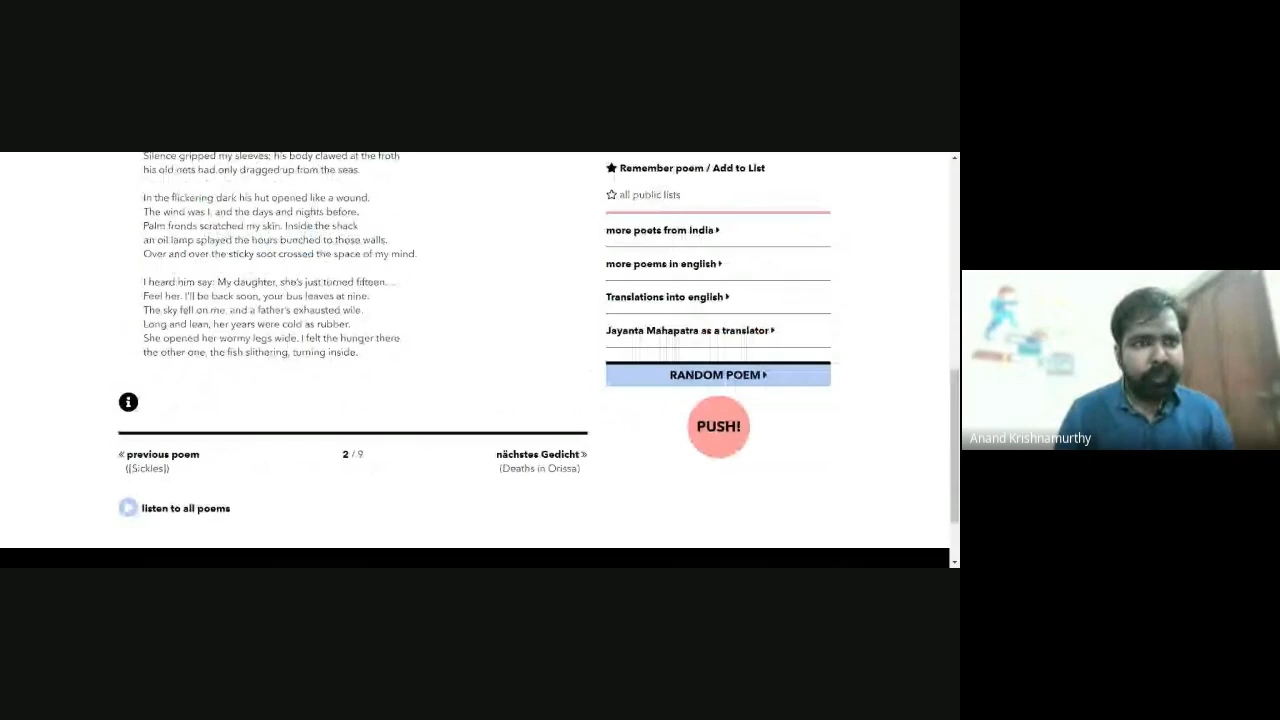 Silence gripped my sleeves; his body clawed at the froth
his old nets had only dragged up from the seas.
In the flickering dark his hut opened like a wound.
The wind was I, and the days and nights before.
Palm fronds scratched my skin. Inside the shack
an oil lamp splayed the hours bunched to those walls.
Over and over the sticky soot crossed the space of my mind.
I heard him say: My daughter, she's just turned fifteen...
Feel her. I'll be back soon, your bus leaves at nine.
The sky fell on me, and a father's exhausted wile.
Long and lean, her years were cold as rubber.
She opened her wormy legs wide. I felt the hunger there
the other one, the fish slithering, turning inside.
« previous poem
([Sickles])
2 / 9
nächstes Gedicht »
(Deaths in Orissa)
listen to all poems
Remember poem / Add to List
all public lists
more poets from india
more poems in english
Translations into english
Jayanta Mahapatra as a translator
RANDOM POEM
PUSH!
Anand Krishnamurthy